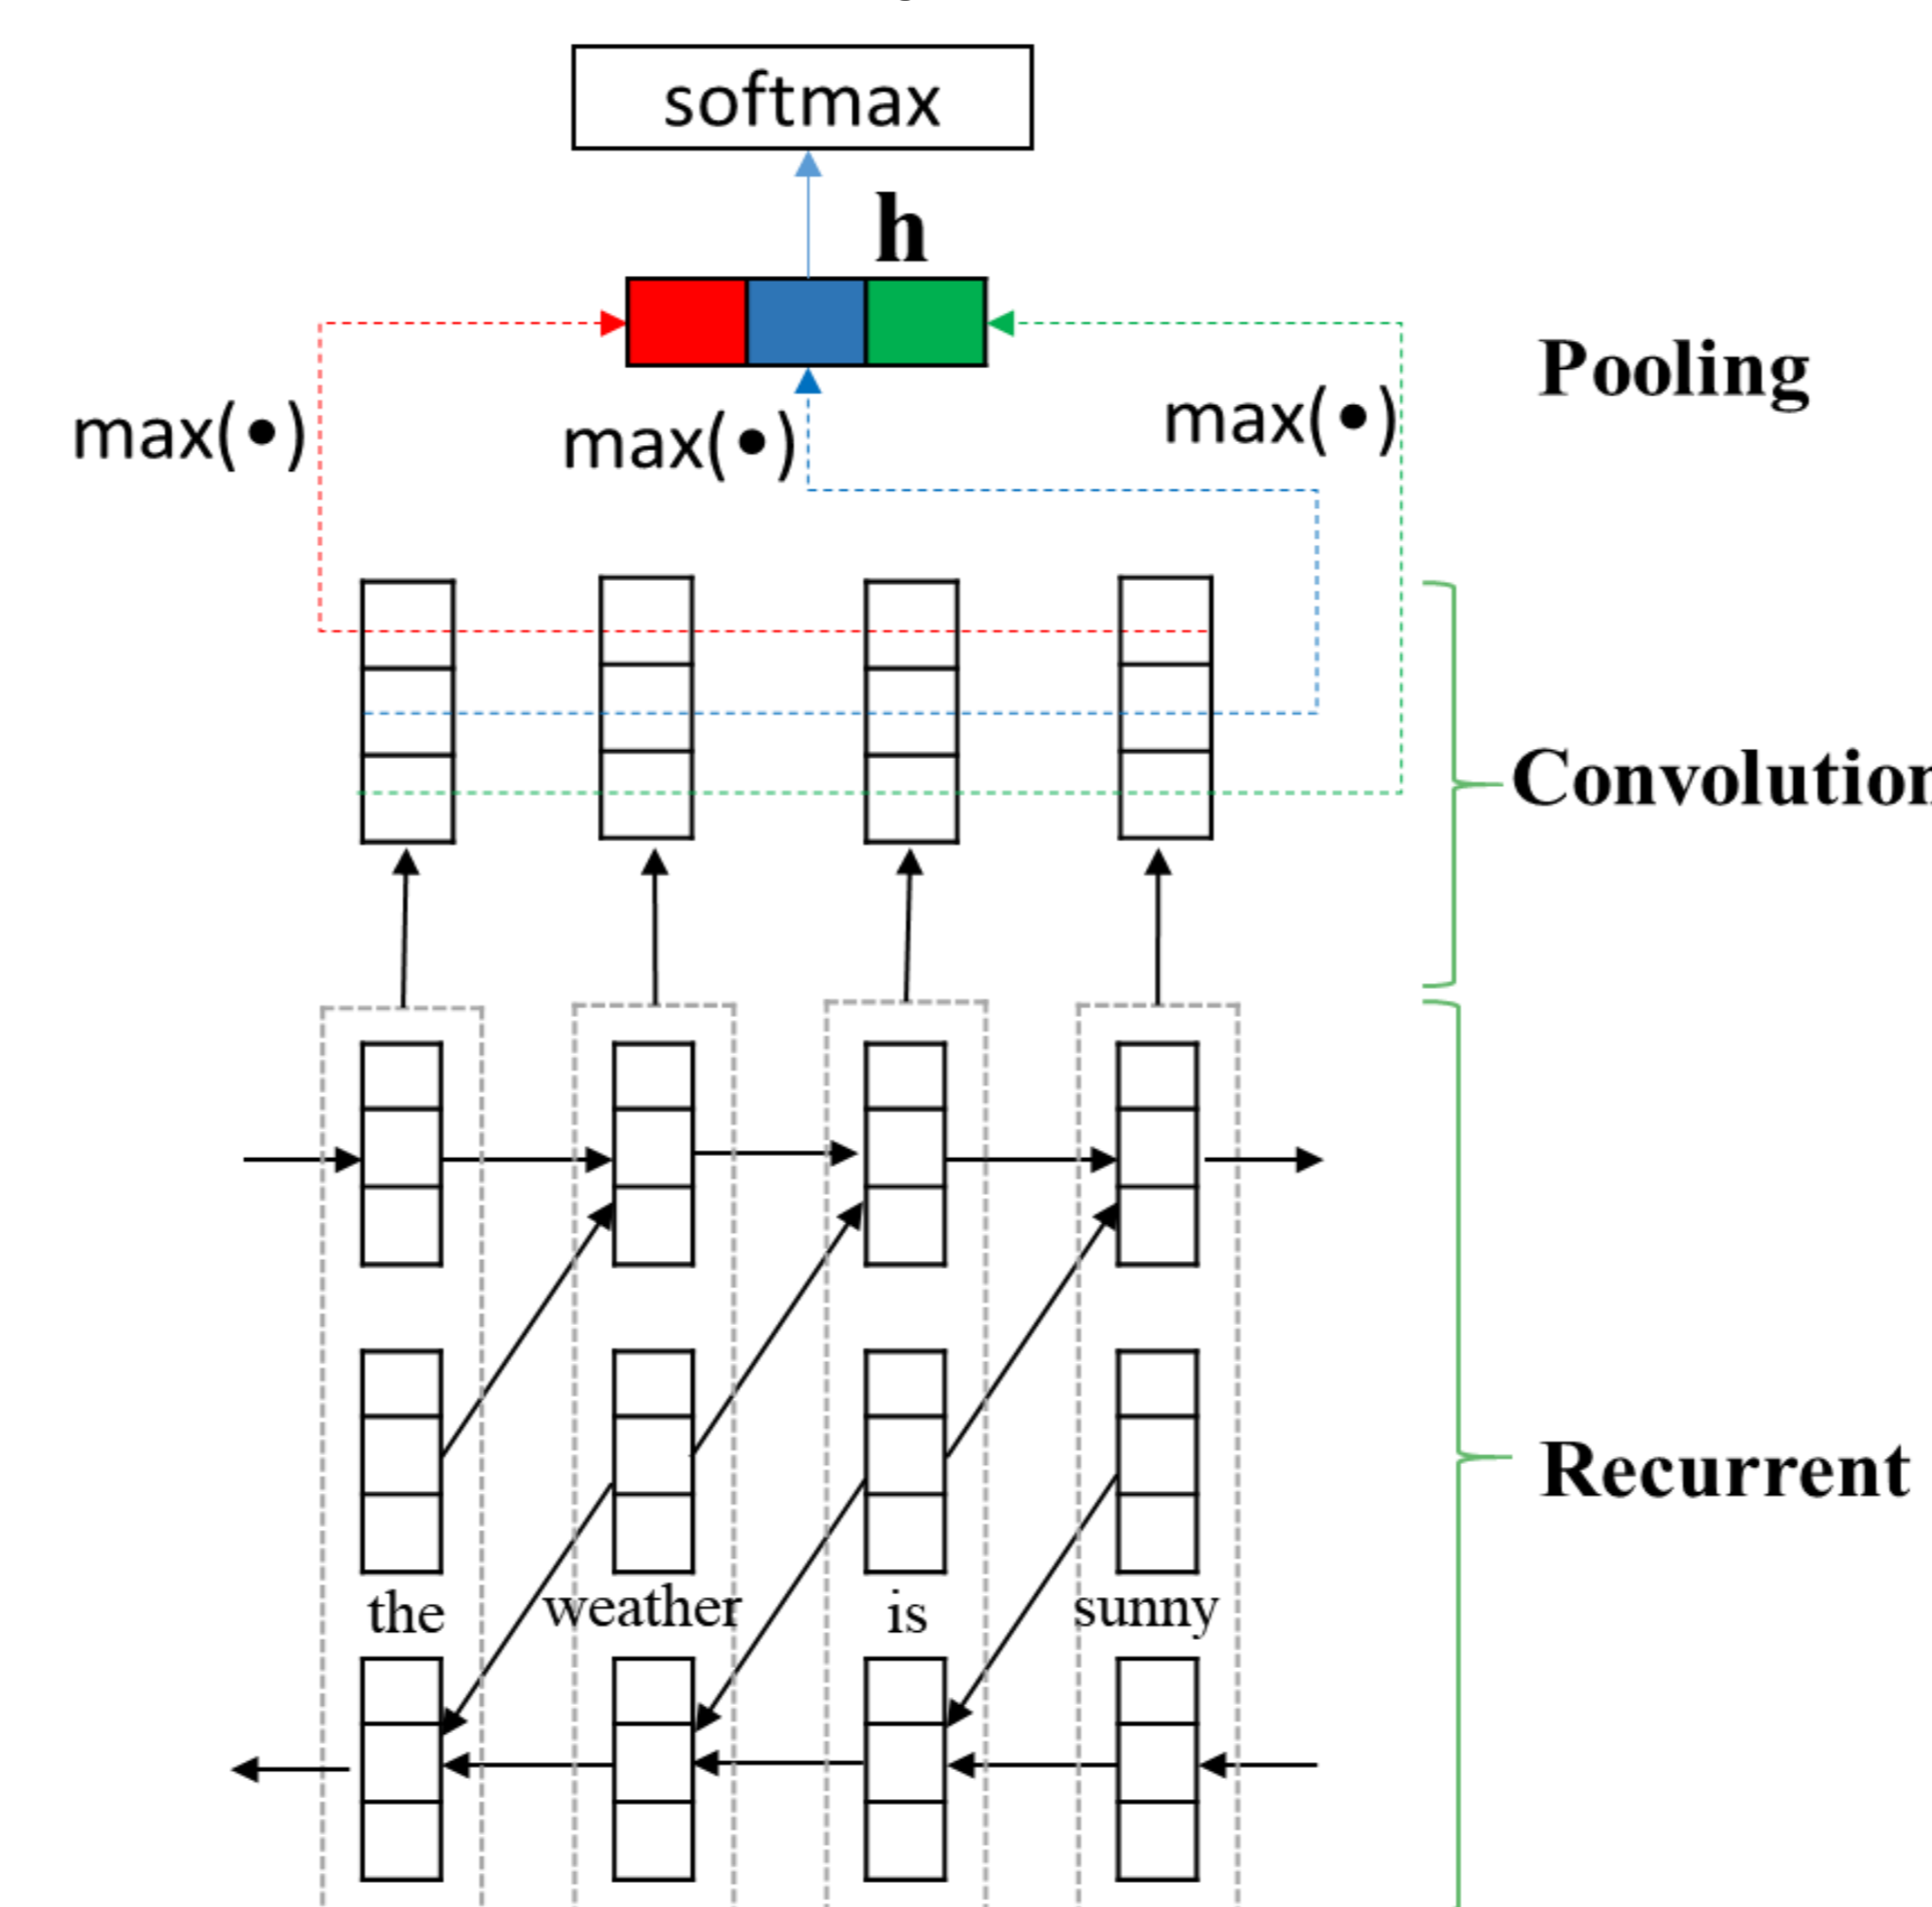 softmax
h
Pooling
max(•)
max(•)
max(•)
Convolution
Recurrent
the weather is sunny